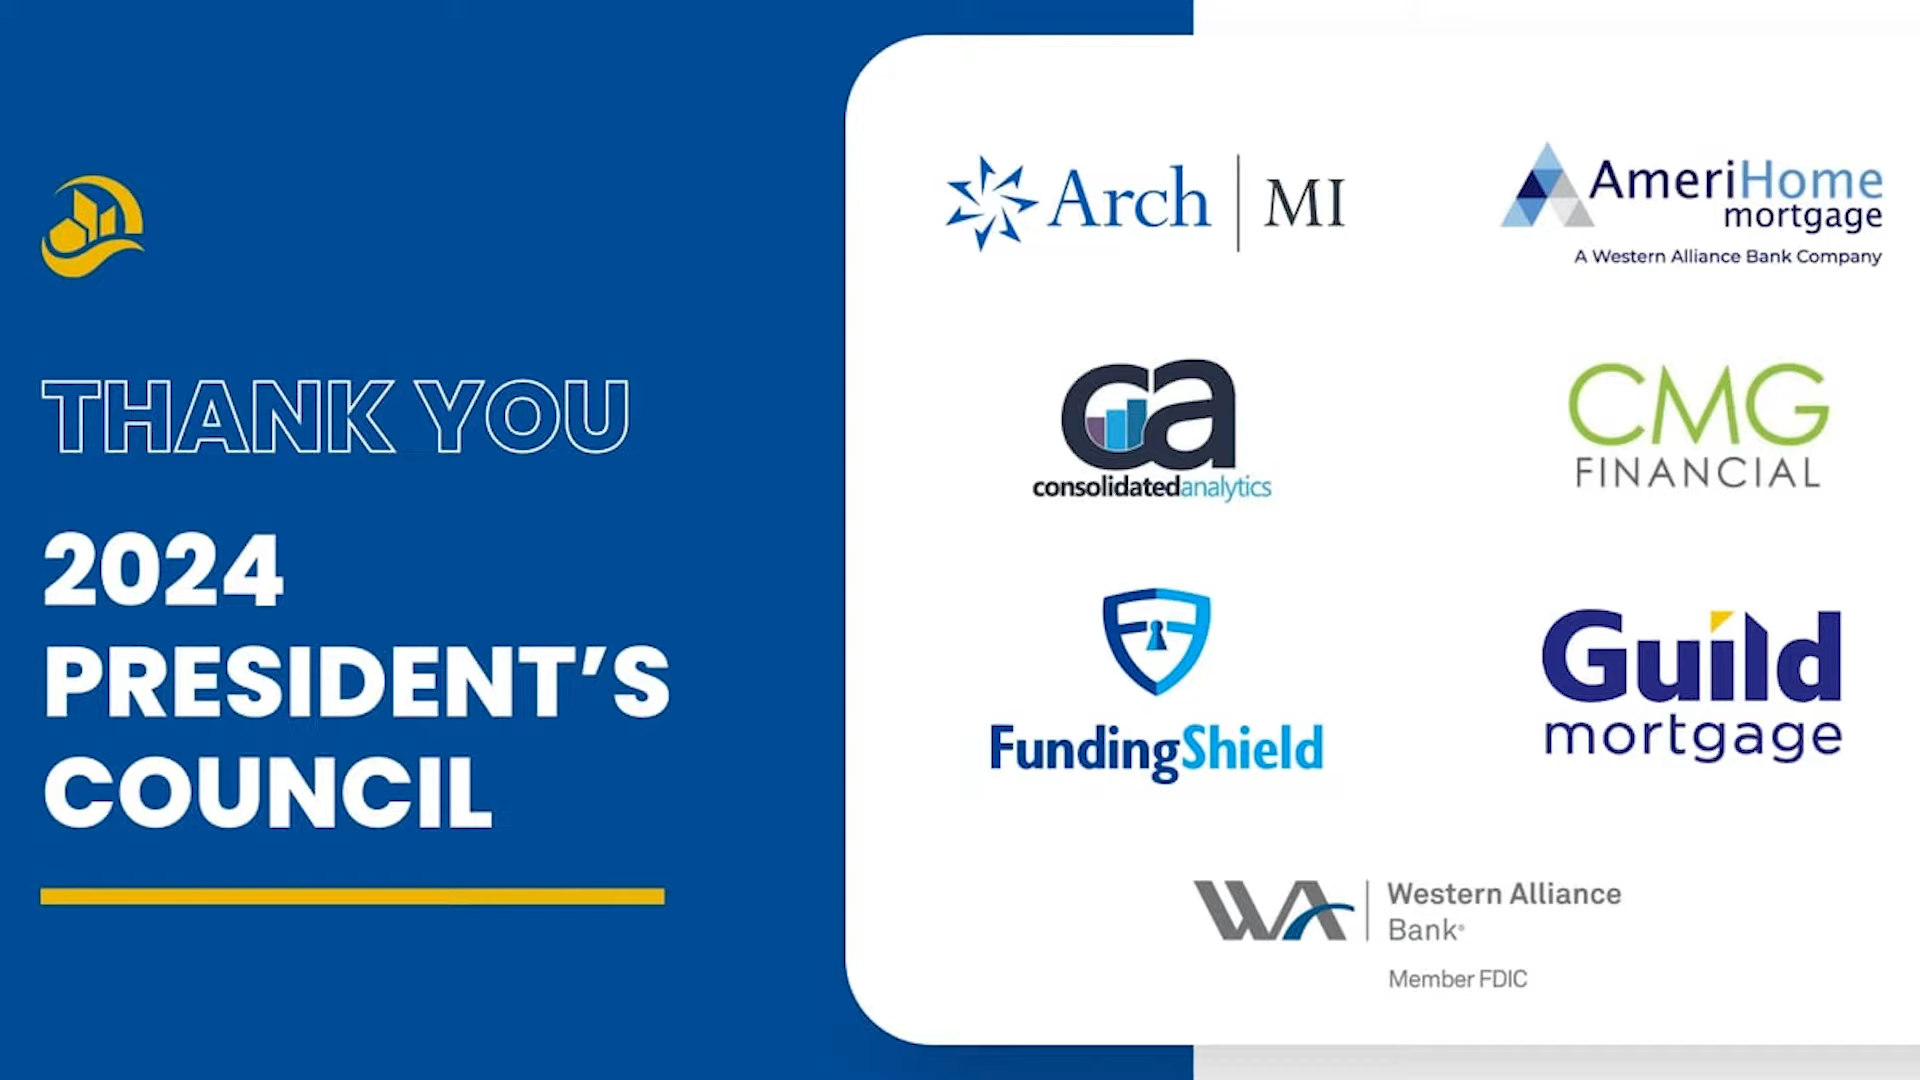 THANK YOU
2024
PRESIDENT’S
COUNCIL
Arch | MI
AmeriHome
mortgage
A Western Alliance Bank Company
ca
consolidatedanalytics
CMG
FINANCIAL
FundingShield
Guild
mortgage
WA
Western Alliance
Bank®
Member FDIC